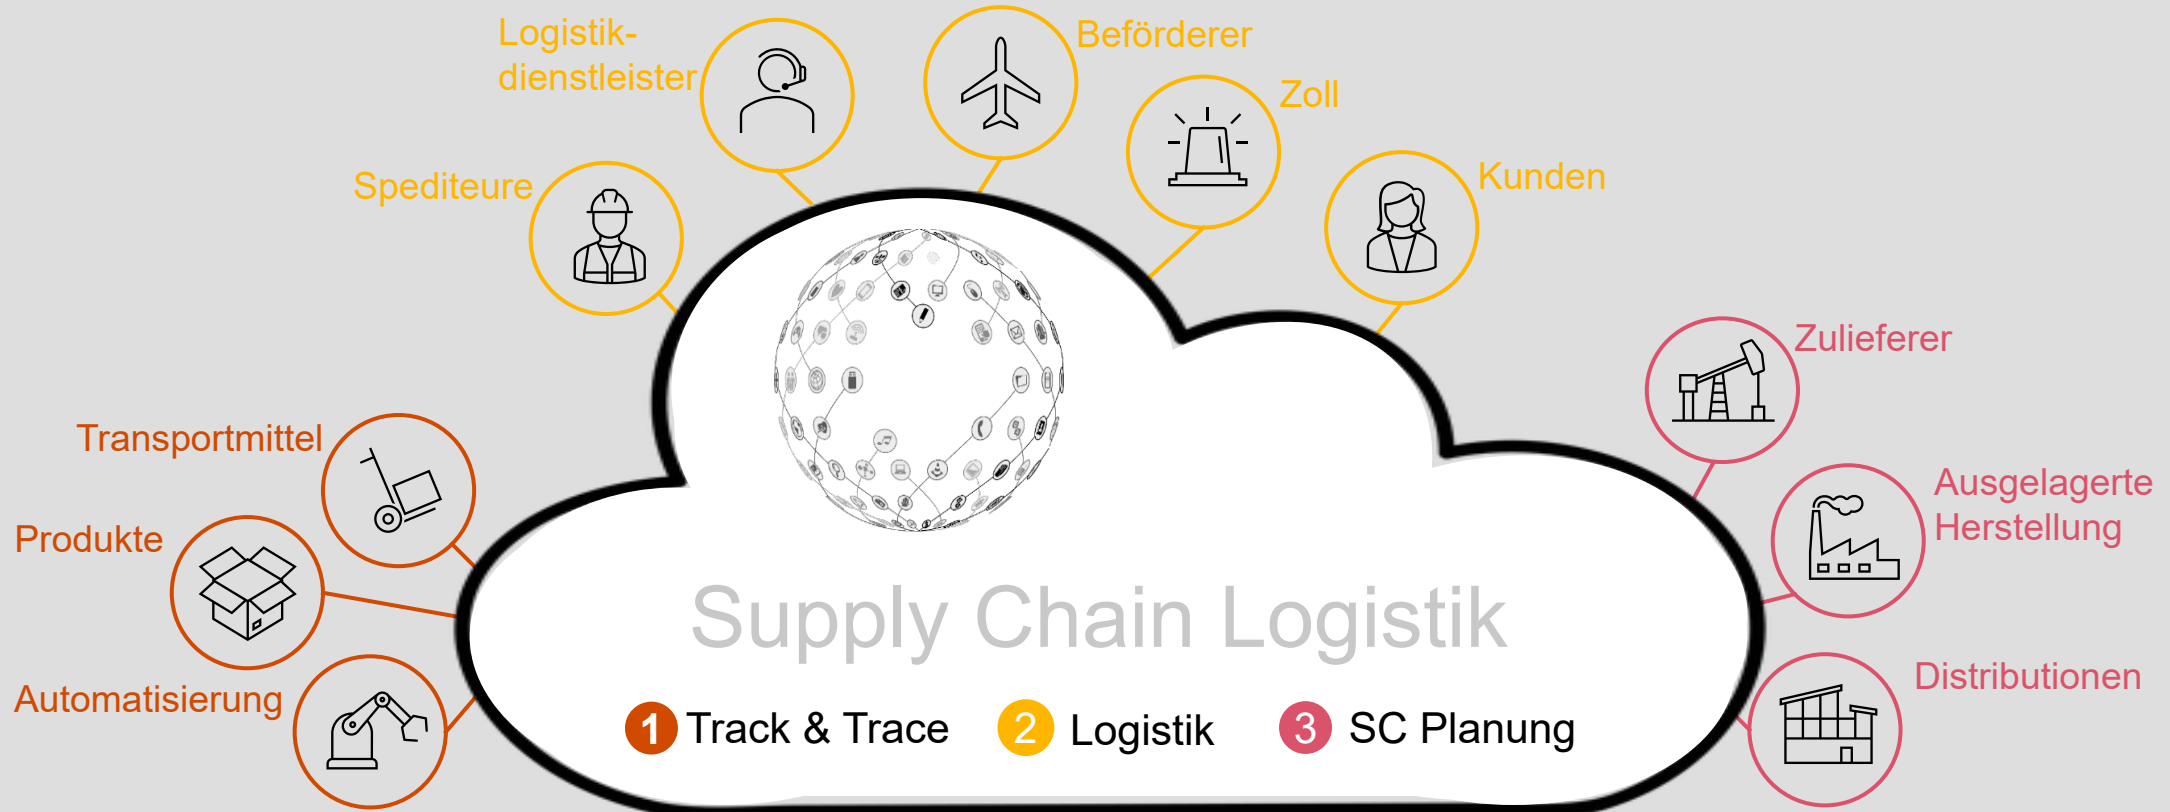 Logistik-
dienstleister
Beförderer
Zoll
Spediteure
Kunden
Zulieferer
Transportmittel
Ausgelagerte
Herstellung
Produkte
Automatisierung
Distributionen
Supply Chain Logistik
1 Track & Trace
2 Logistik
3 SC Planung